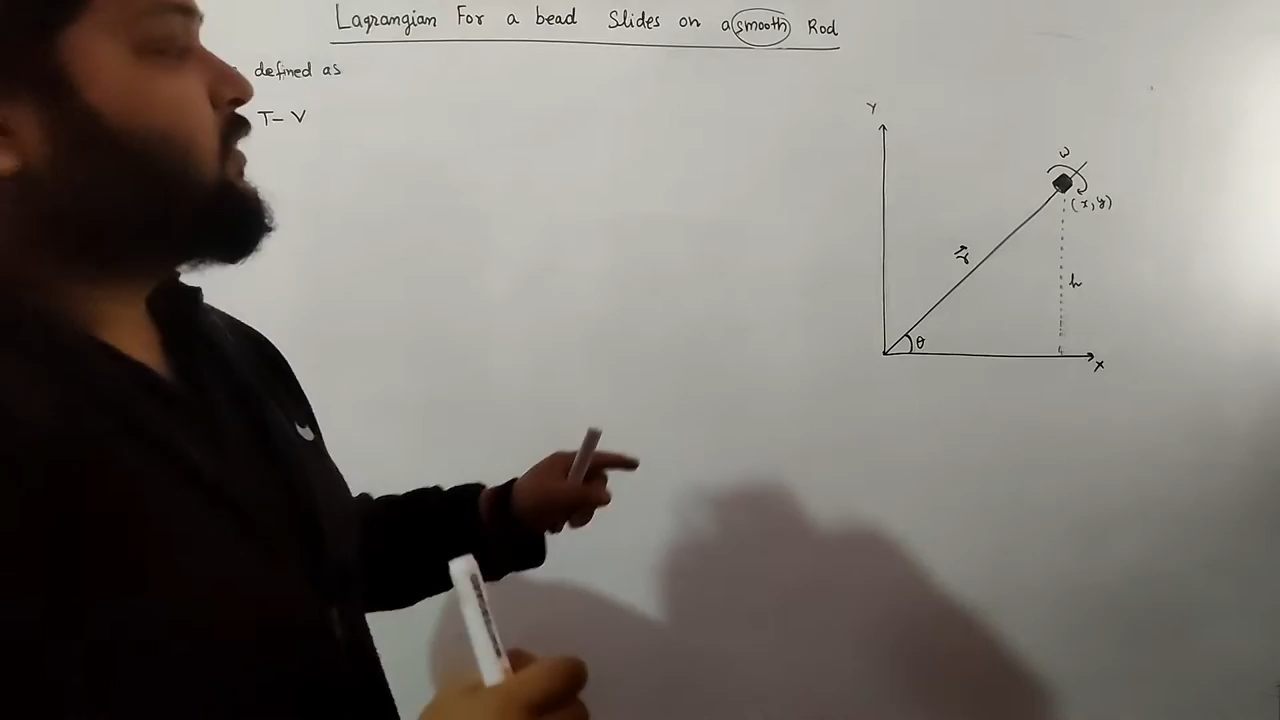 Lagrangian For a bead Slides on a smooth Rod
defined as
T- V
Y
ω
(x,y)
r
h
θ
X